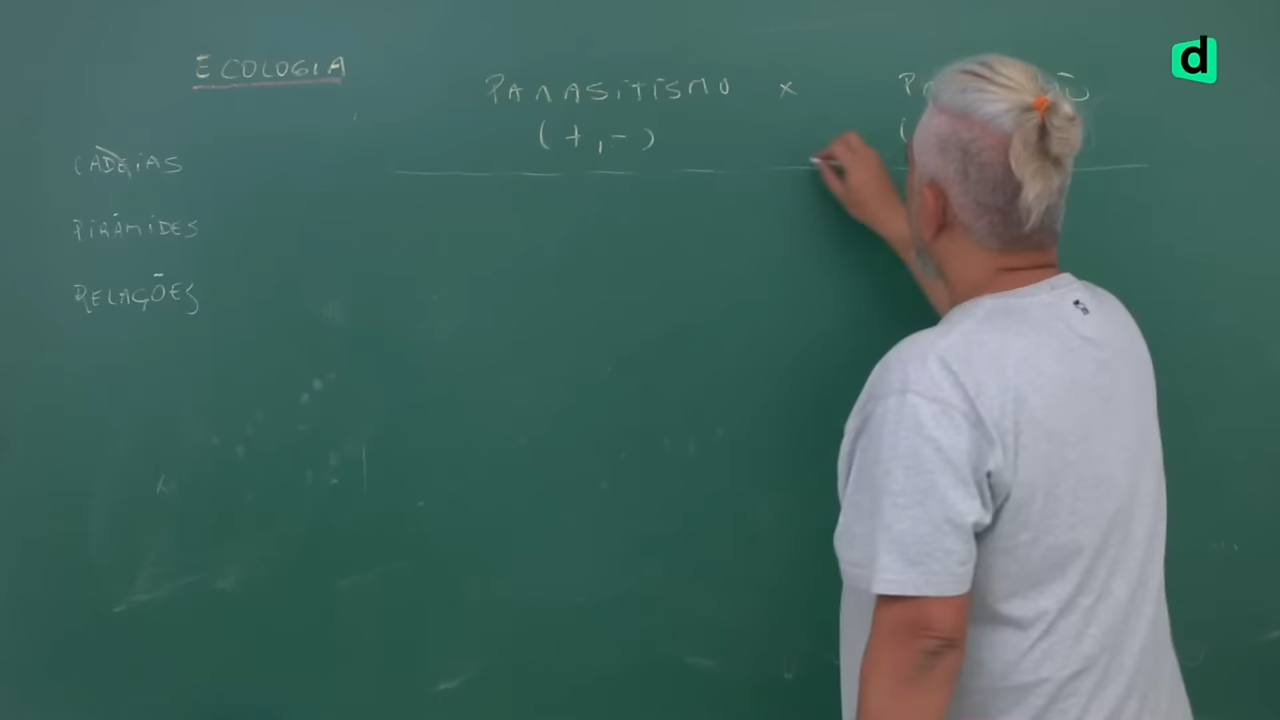 ECOLOGIA
PARASITISMO x
(+,-)
CADEIAS
PIRÂMIDES
RELAÇÕES
d